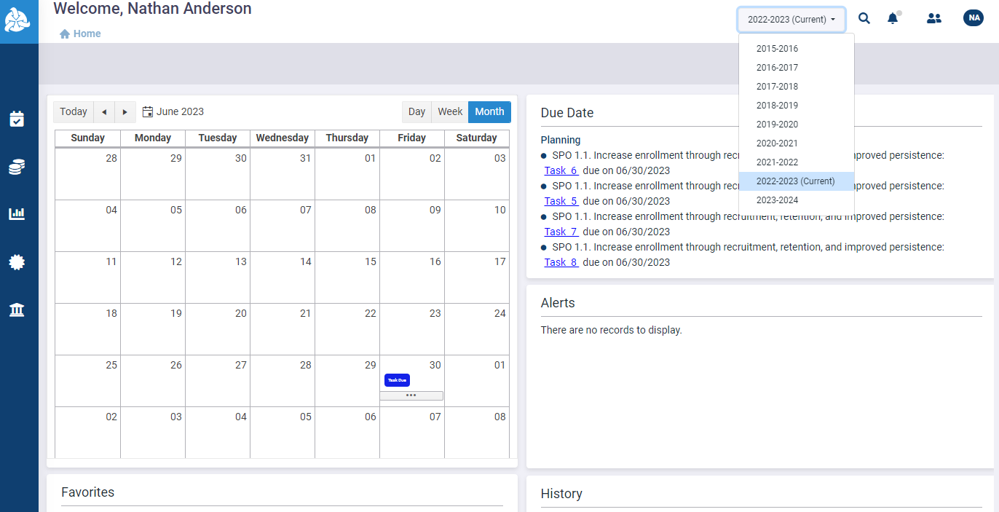 Welcome, Nathan Anderson
Home
2022-2023 (Current)
NA
2015-2016
2016-2017
2017-2018
2018-2019
2019-2020
2020-2021
2021-2022
2022-2023 (Current)
2023-2024
Today
June 2023
Day Week Month
Sunday Monday Tuesday Wednesday Thursday Friday Saturday
28 29 30 31 01 02 03
04 05 06 07 08 09 10
11 12 13 14 15 16 17
18 19 20 21 22 23 24
25 26 27 28 29 30 01
Task Due
•••
02 03 04 05 06 07 08
Due Date
Planning
• SPO 1.1. Increase enrollment through proved persistence:
Task 6 due on 06/30/2023
• SPO 1.1. Increase enrollment through proved persistence:
Task 5 due on 06/30/2023
• SPO 1.1. Increase enrollment through recruitment, retention, and improved persistence:
Task 7 due on 06/30/2023
• SPO 1.1. Increase enrollment through recruitment, retention, and improved persistence:
Task 8 due on 06/30/2023
Alerts
There are no records to display.
Favorites
History